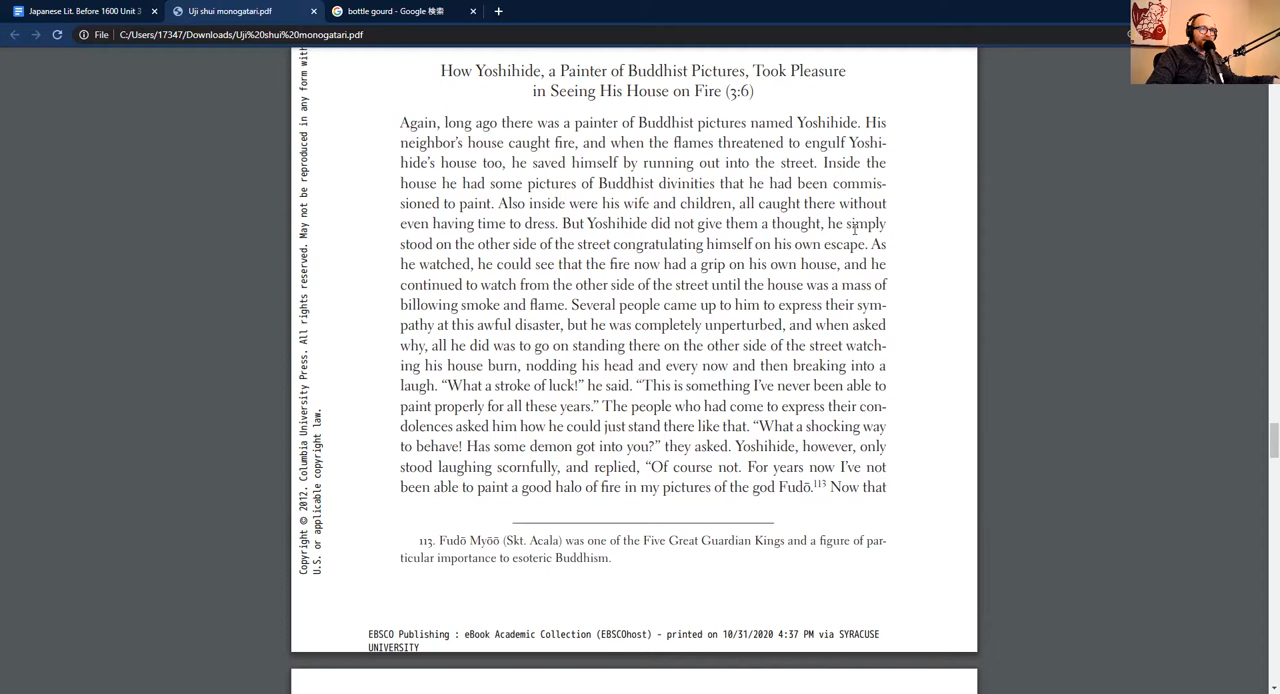 Japanese Lit. Before 1600 Unit 3
Uji shui monogatari.pdf
bottle gourd - Google 検索
File
C:/Users/17347/Downloads/Uji%20shui%20monogatari.pdf
How Yoshihide, a Painter of Buddhist Pictures, Took Pleasure
in Seeing His House on Fire (3:6)
Again, long ago there was a painter of Buddhist pictures named Yoshihide. His
neighbor's house caught fire, and when the flames threatened to engulf Yoshi-
hide's house too, he saved himself by running out into the street. Inside the
house he had some pictures of Buddhist divinities that he had been commis-
sioned to paint. Also inside were his wife and children, all caught there without
even having time to dress. But Yoshihide did not give them a thought, he simply
stood on the other side of the street congratulating himself on his own escape. As
he watched, he could see that the fire now had a grip on his own house, and he
continued to watch from the other side of the street until the house was a mass of
billowing smoke and flame. Several people came up to him to express their sym-
pathy at this awful disaster, but he was completely unperturbed, and when asked
why, all he did was to go on standing there on the other side of the street watch-
ing his house burn, nodding his head and every now and then breaking into a
laugh. “What a stroke of luck!” he said. “This is something I've never been able to
paint properly for all these years.” The people who had come to express their con-
dolences asked him how he could just stand there like that. “What a shocking way
to behave! Has some demon got into you?” they asked. Yoshihide, however, only
stood laughing scornfully, and replied, “Of course not. For years now I've not
been able to paint a good halo of fire in my pictures of the god Fudō.113 Now that
113. Fudō Myōō (Skt. Acala) was one of the Five Great Guardian Kings and a figure of par-
ticular importance to esoteric Buddhism.
Copyright © 2012. Columbia University Press. All rights reserved. May not be reproduced in any form with
U.S. or applicable copyright law.
EBSCO Publishing : eBook Academic Collection (EBSCOhost) - printed on 10/31/2020 4:37 PM via SYRACUSE
UNIVERSITY